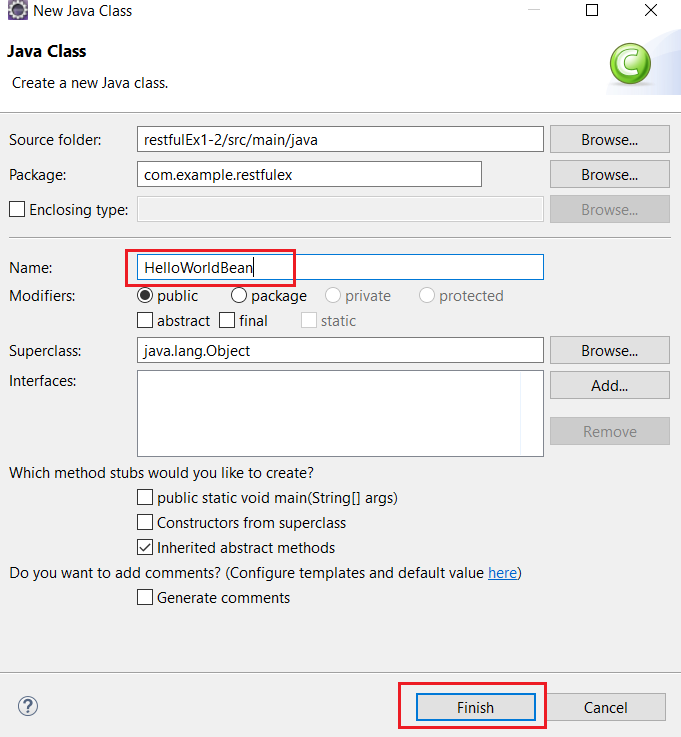 New Java Class
Java Class
Create a new Java class.
Source folder: restfulEx1-2/src/main/java Browse...
Package: com.example.restfulex Browse...
Enclosing type: Browse...
Name: HelloWorldBean
Modifiers: public package private protected
abstract final static
Superclass: java.lang.Object Browse...
Interfaces: Add...
Remove
Which method stubs would you like to create?
public static void main(String[] args)
Constructors from superclass
Inherited abstract methods
Do you want to add comments? (Configure templates and default value here)
Generate comments
? Finish Cancel